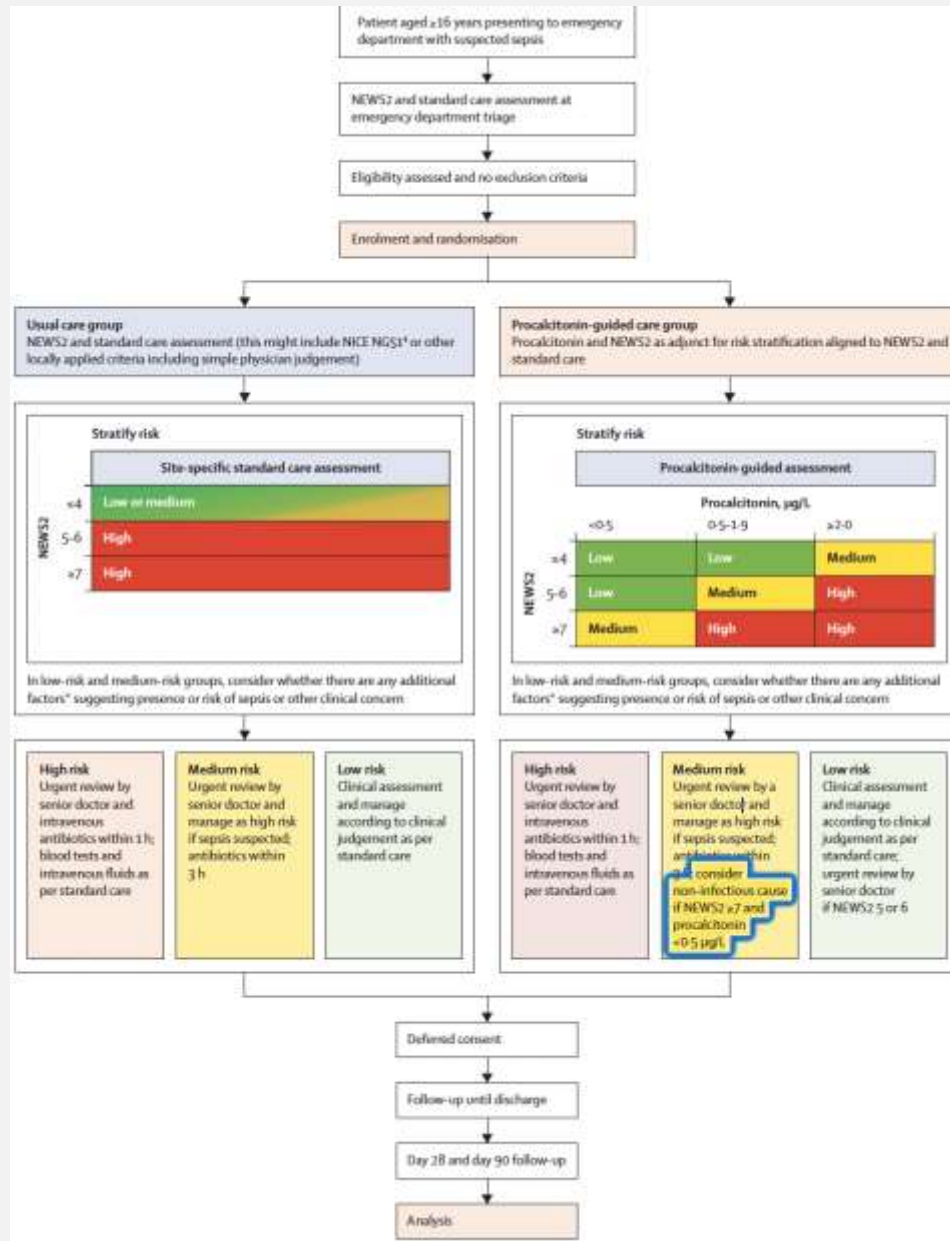 Patient aged ≥16 years presenting to emergency
department with suspected sepsis
NEWS2 and standard care assessment at
emergency department triage
Eligibility assessed and no exclusion criteria
Enrolment and randomisation
Usual care group
NEWS2 and standard care assessment (this might include NICE NG51⁴ or other
locally applied criteria including simple physician judgement)
Stratify risk
Site-specific standard care assessment
NEWS2
≤4
Low or medium
5-6
High
≥7
High
In low-risk and medium-risk groups, consider whether there are any additional
factors* suggesting presence or risk of sepsis or other clinical concern
High risk
Urgent review by
senior doctor and
intravenous
antibiotics within 1 h;
blood tests and
intravenous fluids as
per standard care
Medium risk
Urgent review by
senior doctor and
manage as high risk
if sepsis suspected;
antibiotics within
3 h
Low risk
Clinical assessment
and manage
according to clinical
judgement as per
standard care
Procalcitonin-guided care group
Procalcitonin and NEWS2 as adjunct for risk stratification aligned to NEWS2 and
standard care
Stratify risk
Procalcitonin-guided assessment
Procalcitonin, µg/L
<0·5 0·5-1·9 ≥2·0
NEWS2
≤4 Low Low Medium
5-6 Low Medium High
≥7 Medium High High
In low-risk and medium-risk groups, consider whether there are any additional
factors* suggesting presence or risk of sepsis or other clinical concern
High risk
Urgent review by
senior doctor and
intravenous
antibiotics within 1 h;
blood tests and
intravenous fluids as
per standard care
Medium risk
Urgent review by a
senior doctor and
manage as high risk
if sepsis suspected;
antibiotics within
3 h; consider
non-infectious cause
if NEWS2 ≥7 and
procalcitonin
<0·5 µg/L
Low risk
Clinical assessment
and manage
according to clinical
judgement as per
standard care;
urgent review by
senior doctor
if NEWS2 5 or 6
Deferred consent
Follow-up until discharge
Day 28 and day 90 follow-up
Analysis